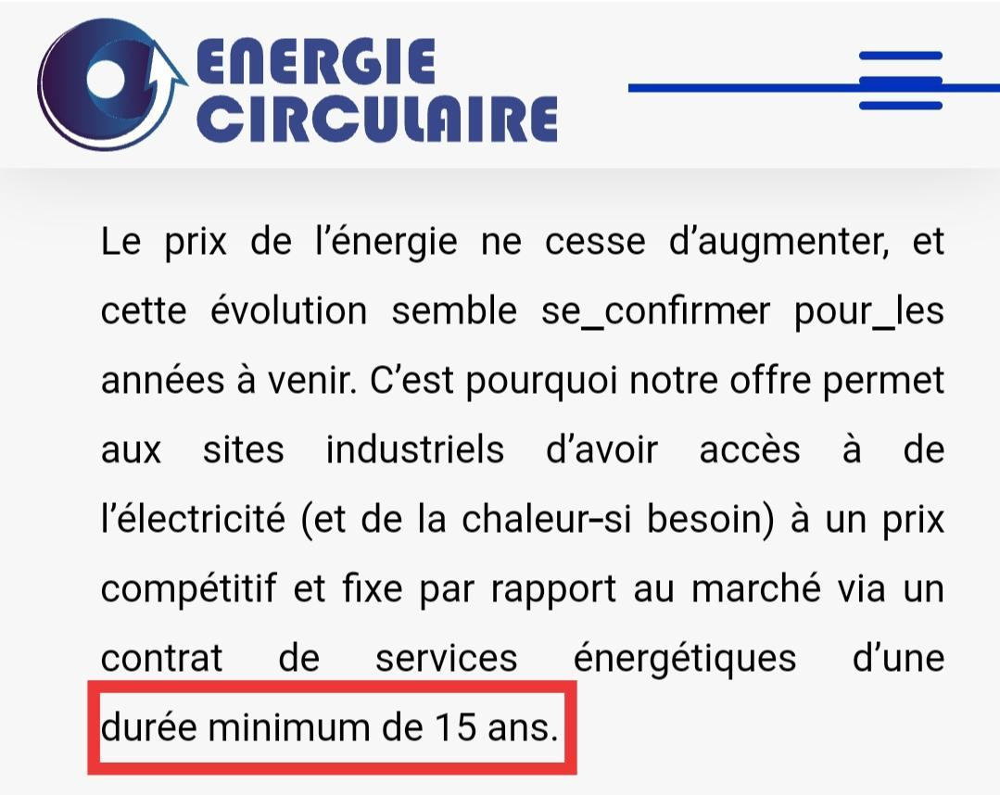 ENERGIE
CIRCULAIRE
Le prix de l’énergie ne cesse d’augmenter, et
cette évolution semble se_confirmer pour_les
années à venir. C’est pourquoi notre offre permet
aux sites industriels d’avoir accès à de
l’électricité (et de la chaleur-si besoin) à un prix
compétitif et fixe par rapport au marché via un
contrat de services énergétiques d’une
durée minimum de 15 ans.